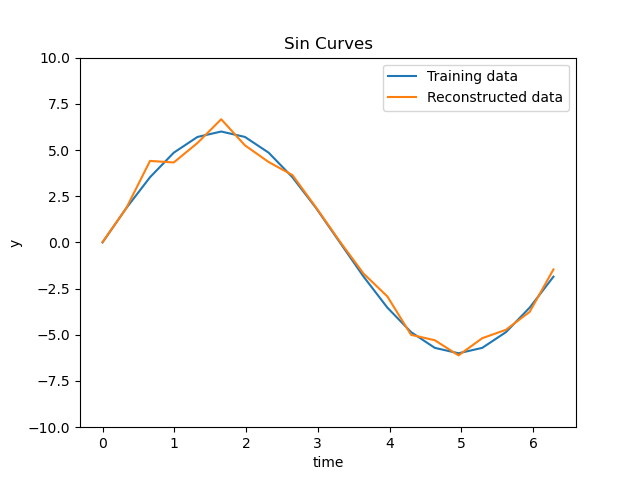 Sin Curves
Training data
Reconstructed data
10.0
7.5
5.0
2.5
0.0
−2.5
−5.0
−7.5
−10.0
y
0 1 2 3 4 5 6
time